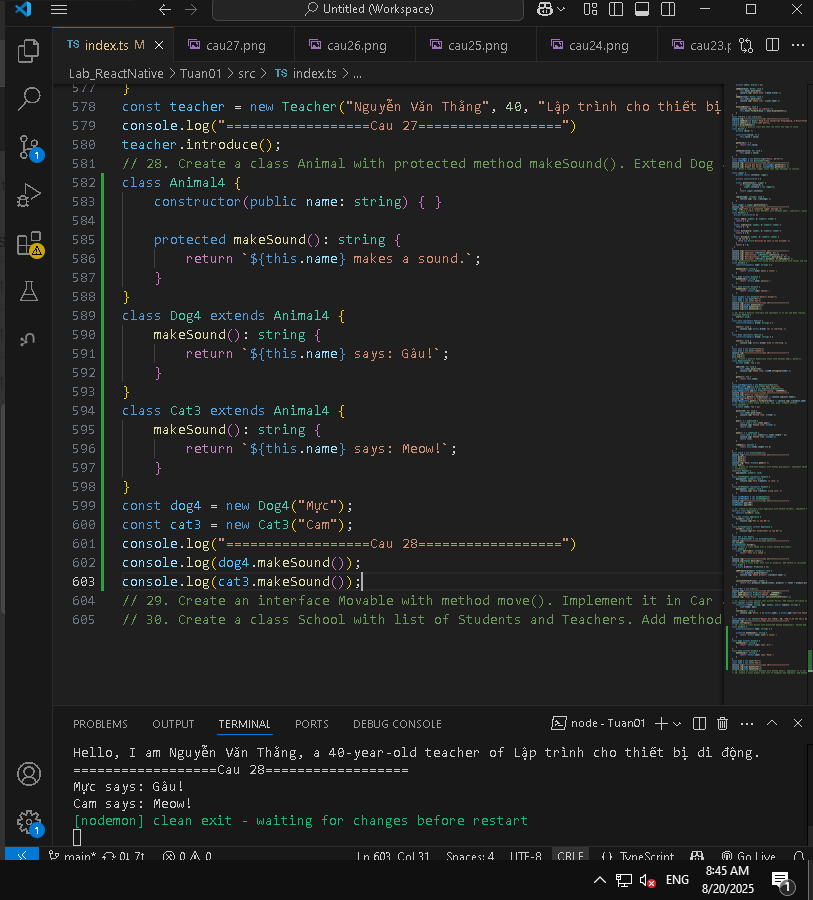 Untitled (Workspace)
TS index.ts M
cau27.png
cau26.png
cau25.png
cau24.png
cau23.p
Lab_ReactNative > Tuan01 > src > TS index.ts > ...
577 }
578 const teacher = new Teacher("Nguyễn Văn Thắng", 40, "Lập trình cho thiết bị
579 console.log("==================Cau 27==================")
580 teacher.introduce();
581 // 28. Create a class Animal with protected method makeSound(). Extend Dog
582 class Animal4 {
583     constructor(public name: string) { }
584
585     protected makeSound(): string {
586         return `${this.name} makes a sound.`;
587     }
588 }
589 class Dog4 extends Animal4 {
590     makeSound(): string {
591         return `${this.name} says: Gâu!`;
592     }
593 }
594 class Cat3 extends Animal4 {
595     makeSound(): string {
596         return `${this.name} says: Meow!`;
597     }
598 }
599 const dog4 = new Dog4("Mực");
600 const cat3 = new Cat3("Cam");
601 console.log("==================Cau 28==================")
602 console.log(dog4.makeSound());
603 console.log(cat3.makeSound());
604 // 29. Create an interface Movable with method move(). Implement it in Car
605 // 30. Create a class School with list of Students and Teachers. Add method
PROBLEMS OUTPUT TERMINAL PORTS DEBUG CONSOLE
node - Tuan01
Hello, I am Nguyễn Văn Thắng, a 40-year-old teacher of Lập trình cho thiết bị di động.
==================Cau 28==================
Mực says: Gâu!
Cam says: Meow!
[nodemon] clean exit - waiting for changes before restart
main* 0↓ 7↑ 0 0 Ln 603, Col 31 Spaces: 4 UTF-8 CRLF {} TypeScript Go Live
ENG
8:45 AM
8/20/2025
1
1
1